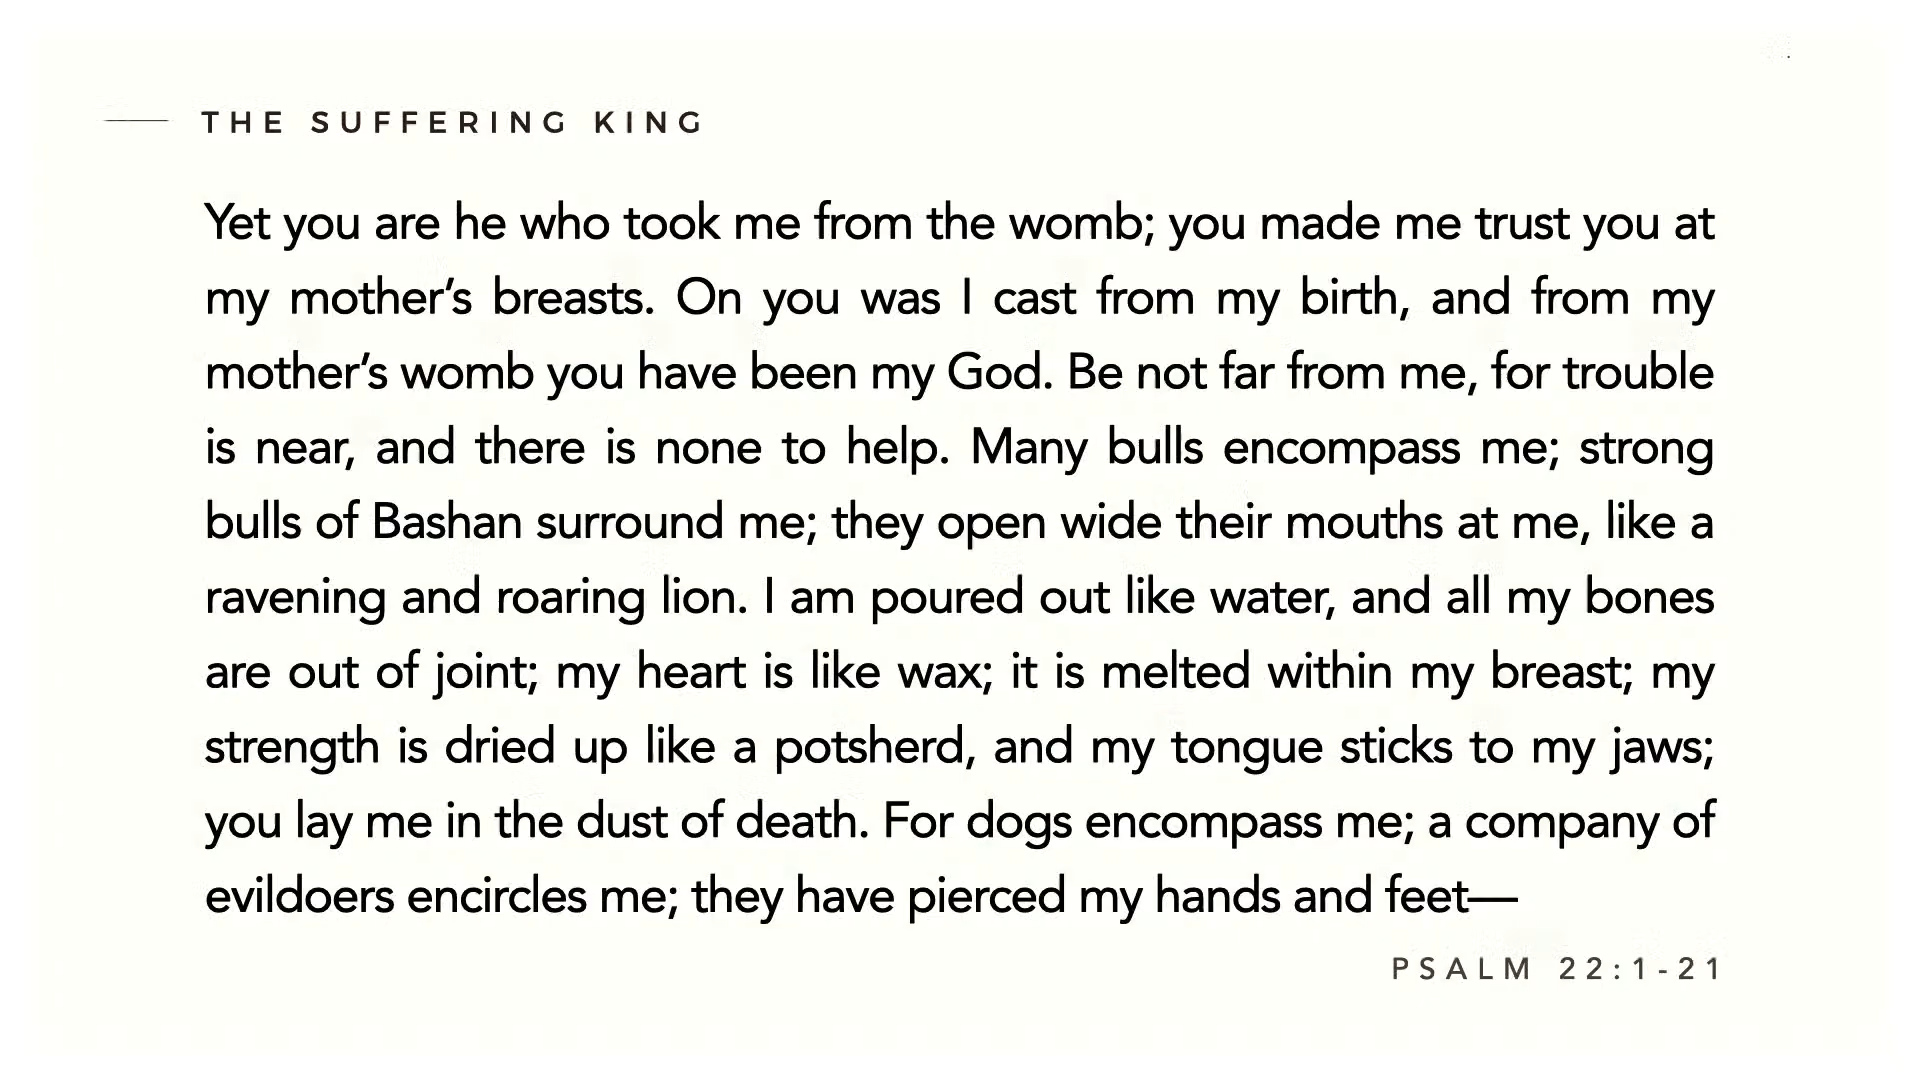 THE SUFFERING KING
Yet you are he who took me from the womb; you made me trust you at
my mother’s breasts. On you was I cast from my birth, and from my
mother’s womb you have been my God. Be not far from me, for trouble
is near, and there is none to help. Many bulls encompass me; strong
bulls of Bashan surround me; they open wide their mouths at me, like a
ravening and roaring lion. I am poured out like water, and all my bones
are out of joint; my heart is like wax; it is melted within my breast; my
strength is dried up like a potsherd, and my tongue sticks to my jaws;
you lay me in the dust of death. For dogs encompass me; a company of
evildoers encircles me; they have pierced my hands and feet—
PSALM 22:1-21